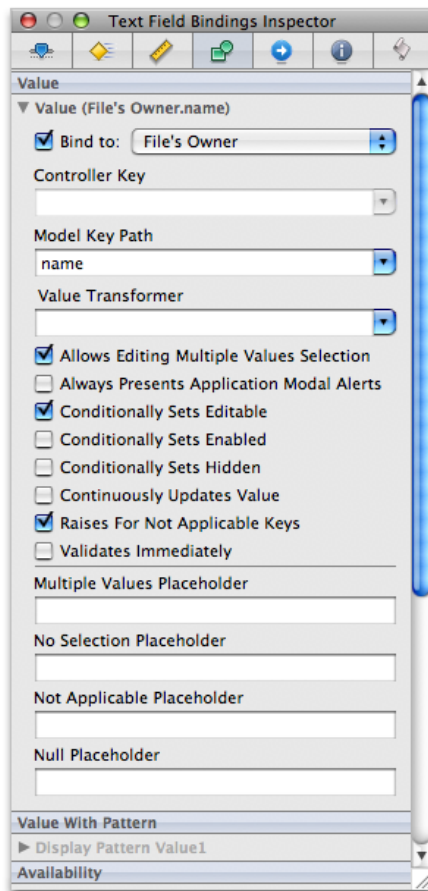 Text Field Bindings Inspector
Value
Value (File's Owner.name)
Bind to: File's Owner
Controller Key
Model Key Path
name
Value Transformer
Allows Editing Multiple Values Selection
Always Presents Application Modal Alerts
Conditionally Sets Editable
Conditionally Sets Enabled
Conditionally Sets Hidden
Continuously Updates Value
Raises For Not Applicable Keys
Validates Immediately
Multiple Values Placeholder
No Selection Placeholder
Not Applicable Placeholder
Null Placeholder
Value With Pattern
Display Pattern Value1
Availability